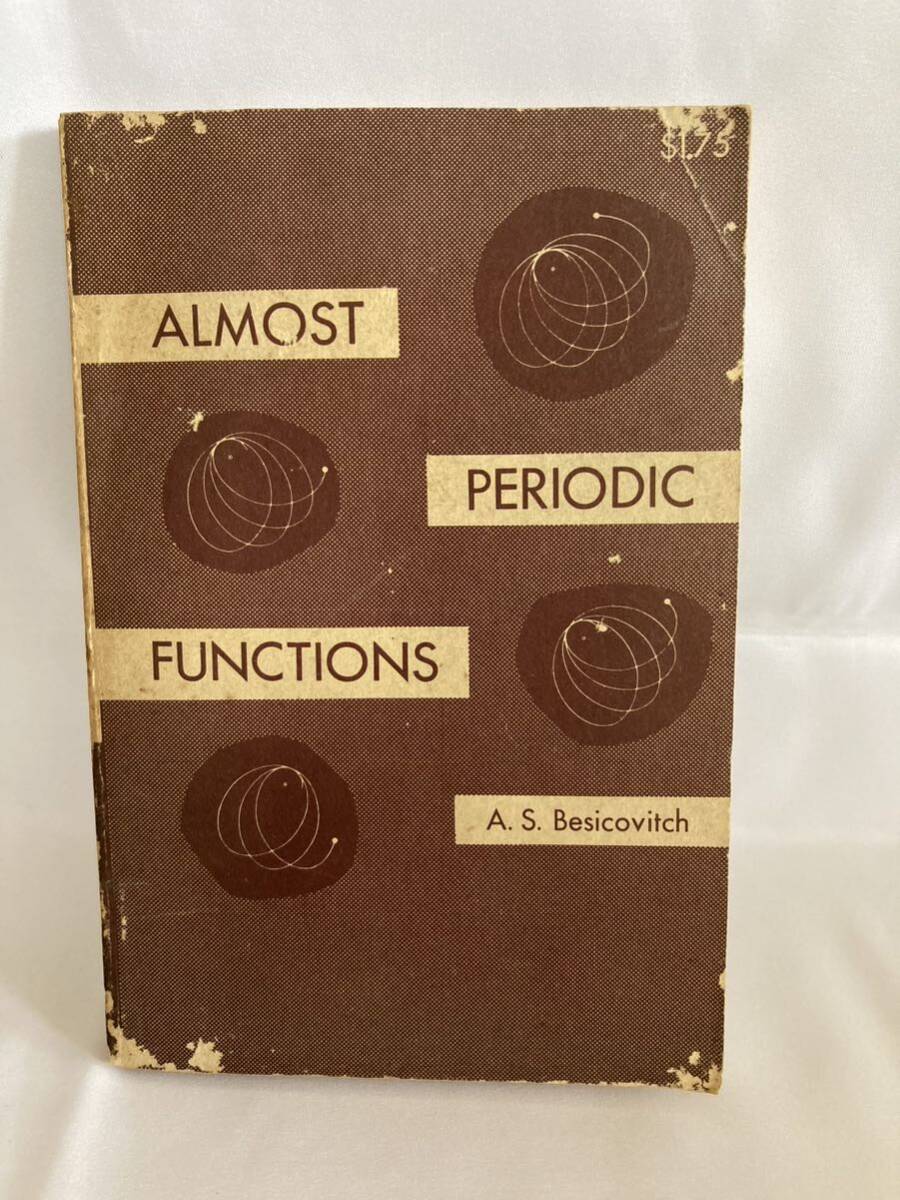 $1.75
ALMOST
PERIODIC
FUNCTIONS
A. S. Besicovitch